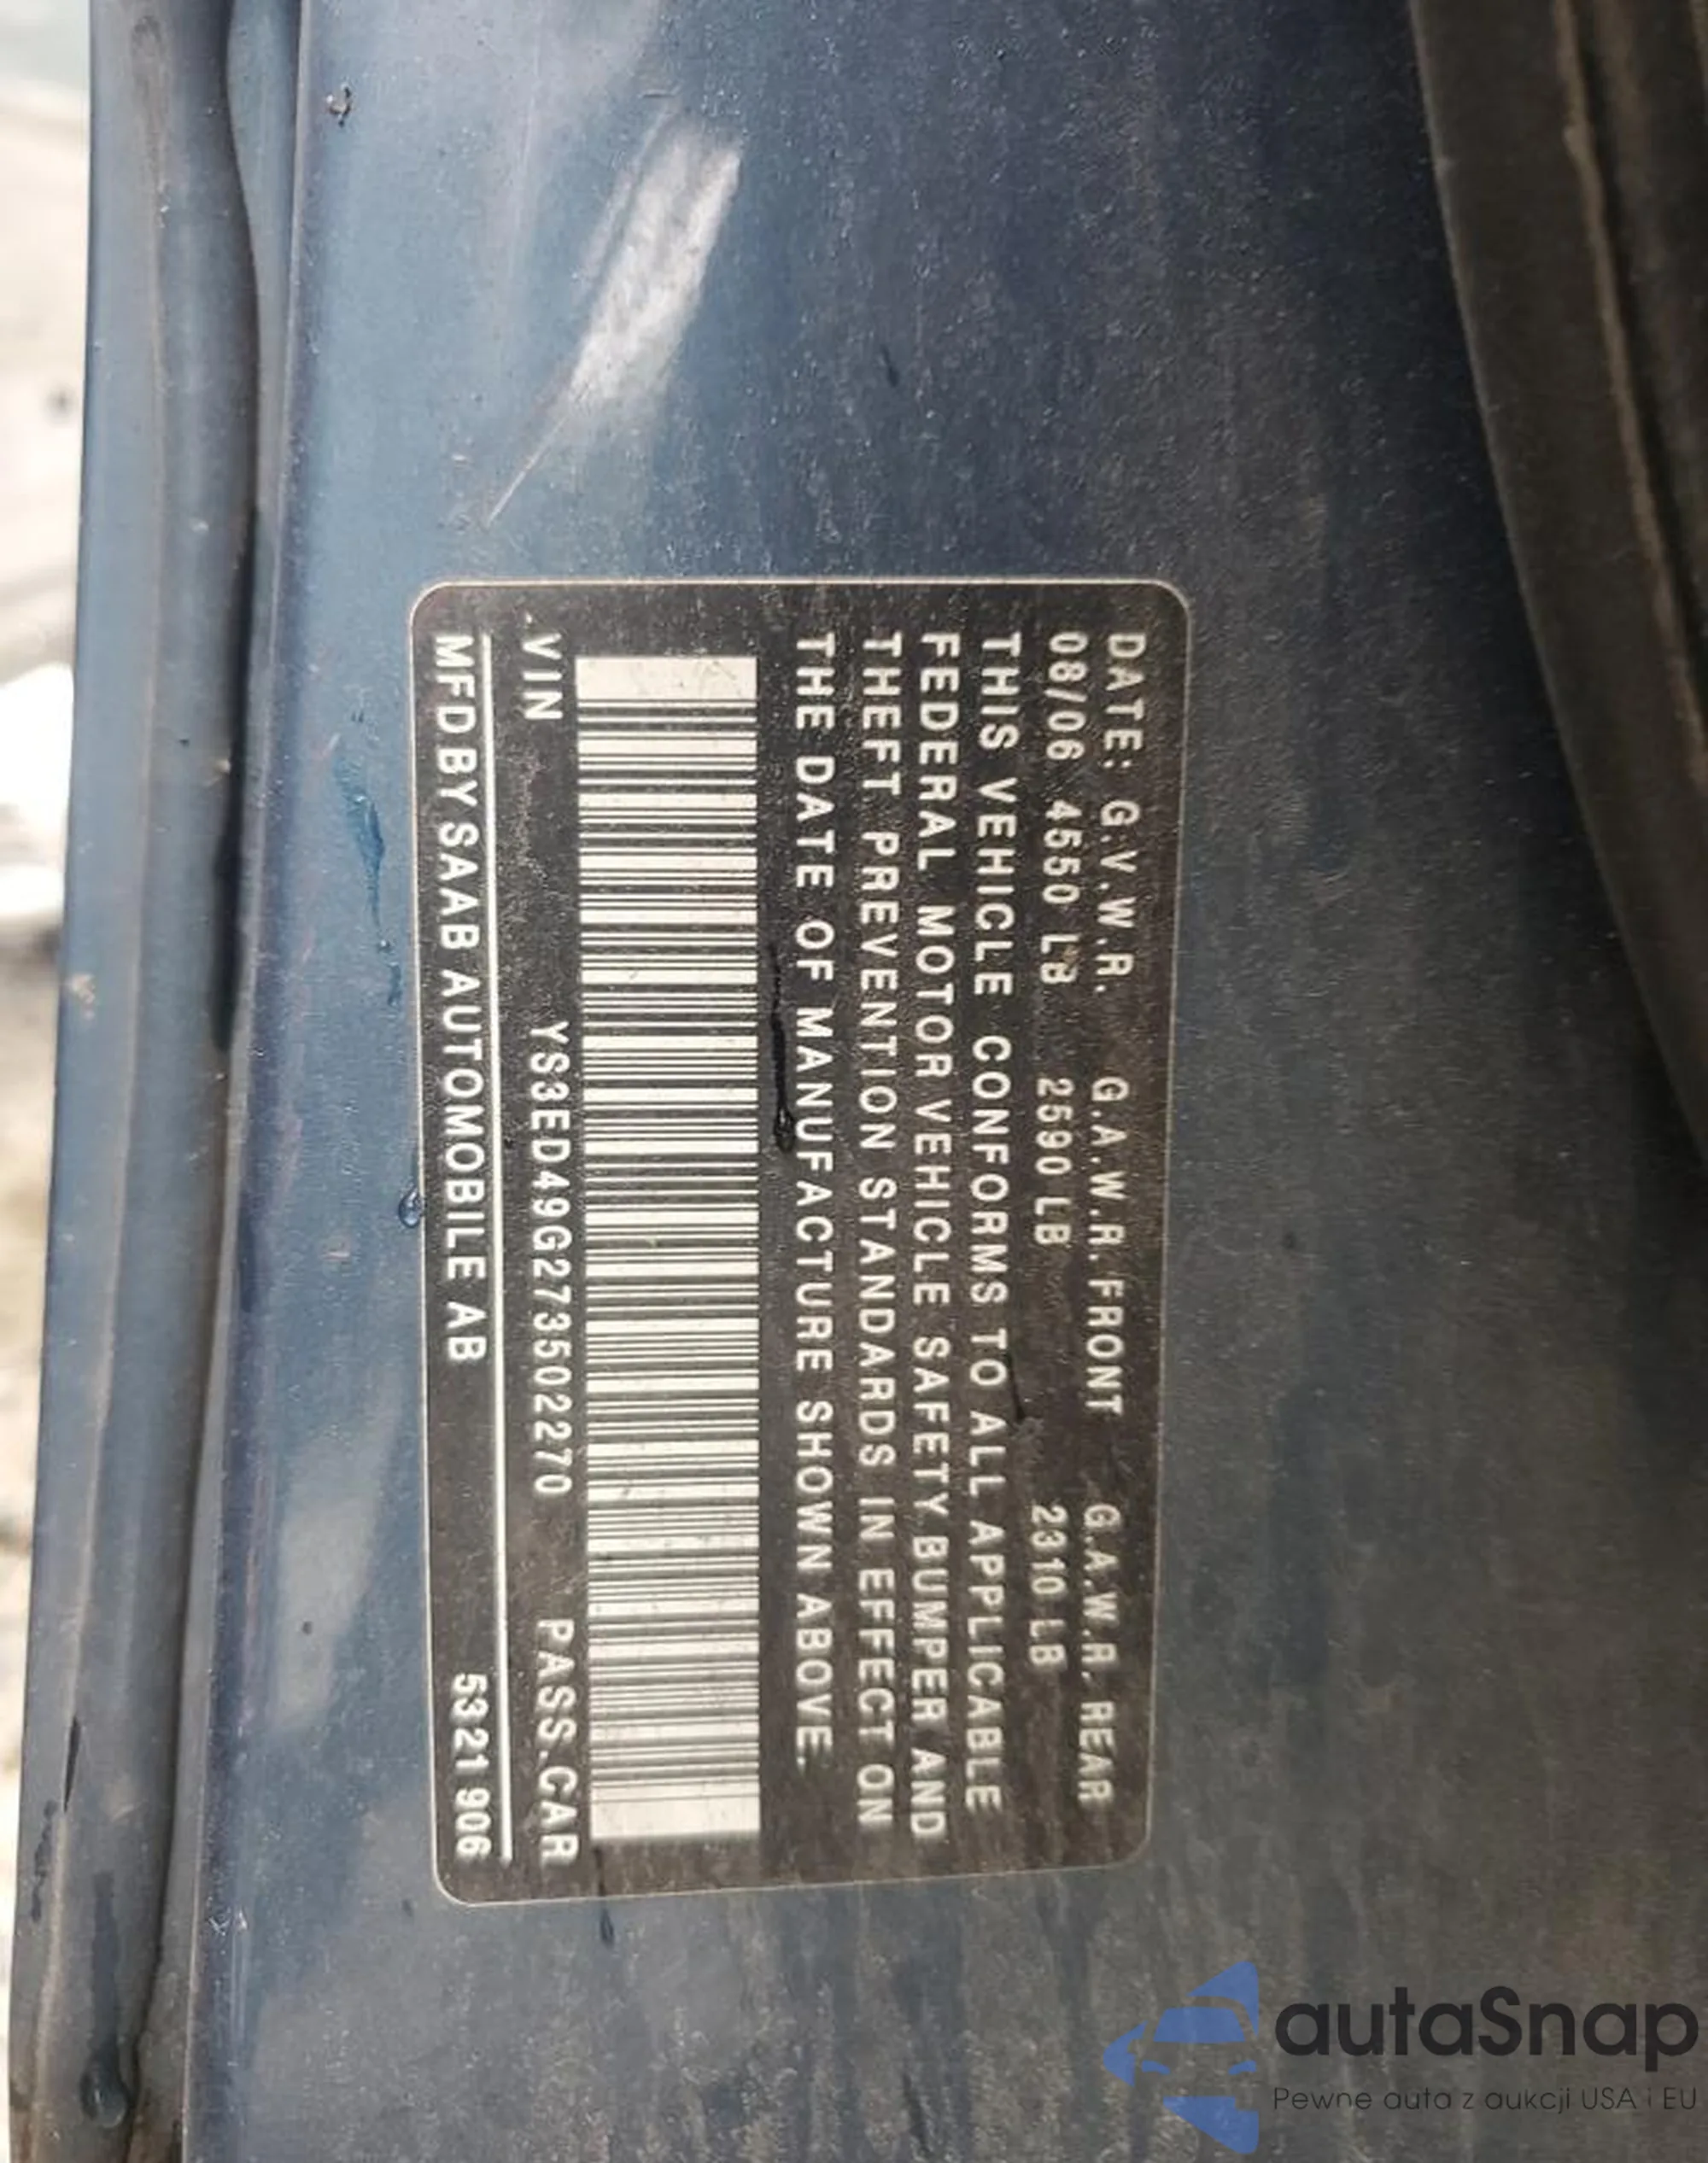 DATE: G.V.W.R. G.A.W.R. FRONT G.A.W.R. REAR
08/06 4550 LB 2590 LB 2310 LB
THIS VEHICLE CONFORMS TO ALL APPLICABLE
FEDERAL MOTOR VEHICLE SAFETY, BUMPER AND
THEFT PREVENTION STANDARDS IN EFFECT ON
THE DATE OF MANUFACTURE SHOWN ABOVE.
VIN YS3ED49G273502270 PASS.CAR
MFD BY SAAB AUTOMOBILE AB 5321 906
autaSnap
Pewne auta z aukcji USA i EU